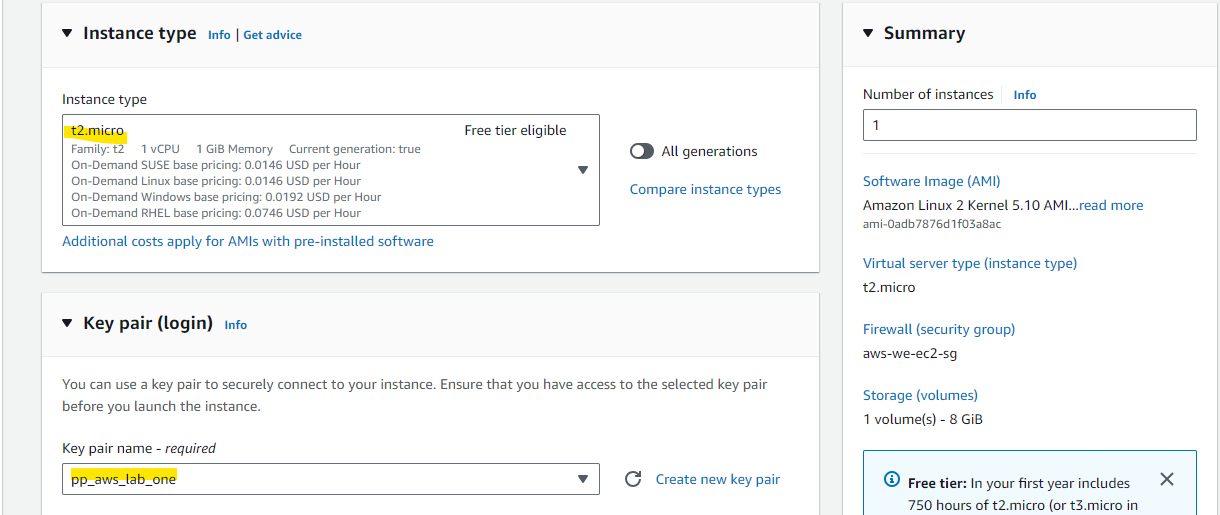 Instance type Info | Get advice
Instance type
t2.micro Free tier eligible
Family: t2 1 vCPU 1 GiB Memory Current generation: true
On-Demand SUSE base pricing: 0.0146 USD per Hour
On-Demand Linux base pricing: 0.0146 USD per Hour
On-Demand Windows base pricing: 0.0192 USD per Hour
On-Demand RHEL base pricing: 0.0746 USD per Hour
All generations
Compare instance types
Additional costs apply for AMIs with pre-installed software
Key pair (login) Info
You can use a key pair to securely connect to your instance. Ensure that you have access to the selected key pair
before you launch the instance.
Key pair name - required
pp_aws_lab_one
Create new key pair
Summary
Number of instances Info
1
Software Image (AMI)
Amazon Linux 2 Kernel 5.10 AMI...read more
ami-0adb7876d1f03a8ac
Virtual server type (instance type)
t2.micro
Firewall (security group)
aws-we-ec2-sg
Storage (volumes)
1 volume(s) - 8 GiB
Free tier: In your first year includes
750 hours of t2.micro (or t3.micro in